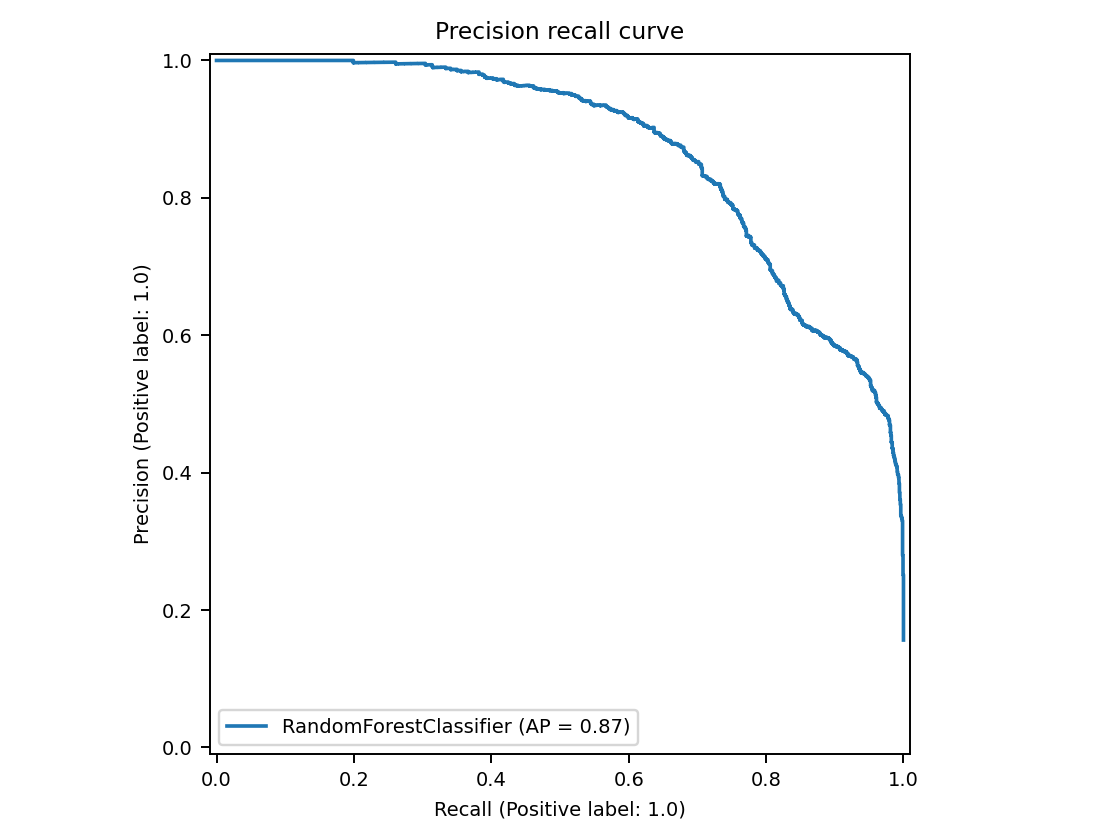 Precision recall curve
1.0
0.8
0.6
0.4
0.2
0.0
Precision (Positive label: 1.0)
RandomForestClassifier (AP = 0.87)
0.0 0.2 0.4 0.6 0.8 1.0
Recall (Positive label: 1.0)